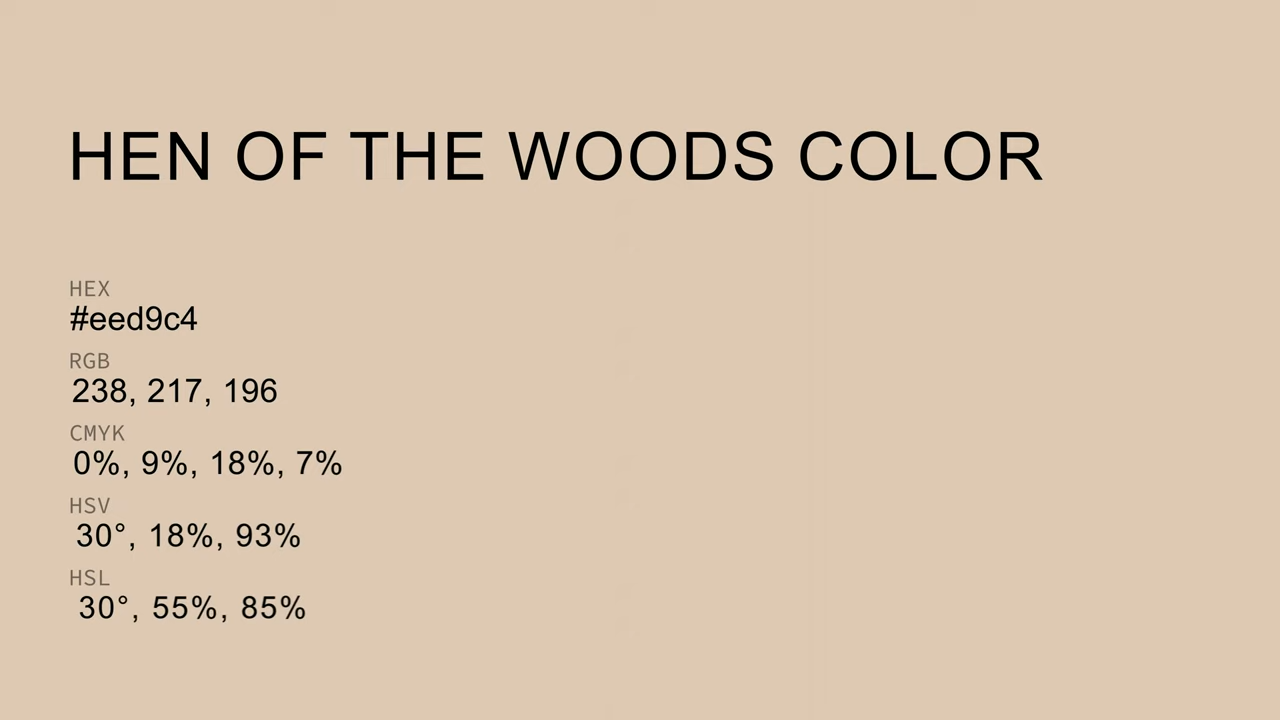 HEN OF THE WOODS COLOR
HEX
#eed9c4
RGB
238, 217, 196
CMYK
0%, 9%, 18%, 7%
HSV
30°, 18%, 93%
HSL
30°, 55%, 85%